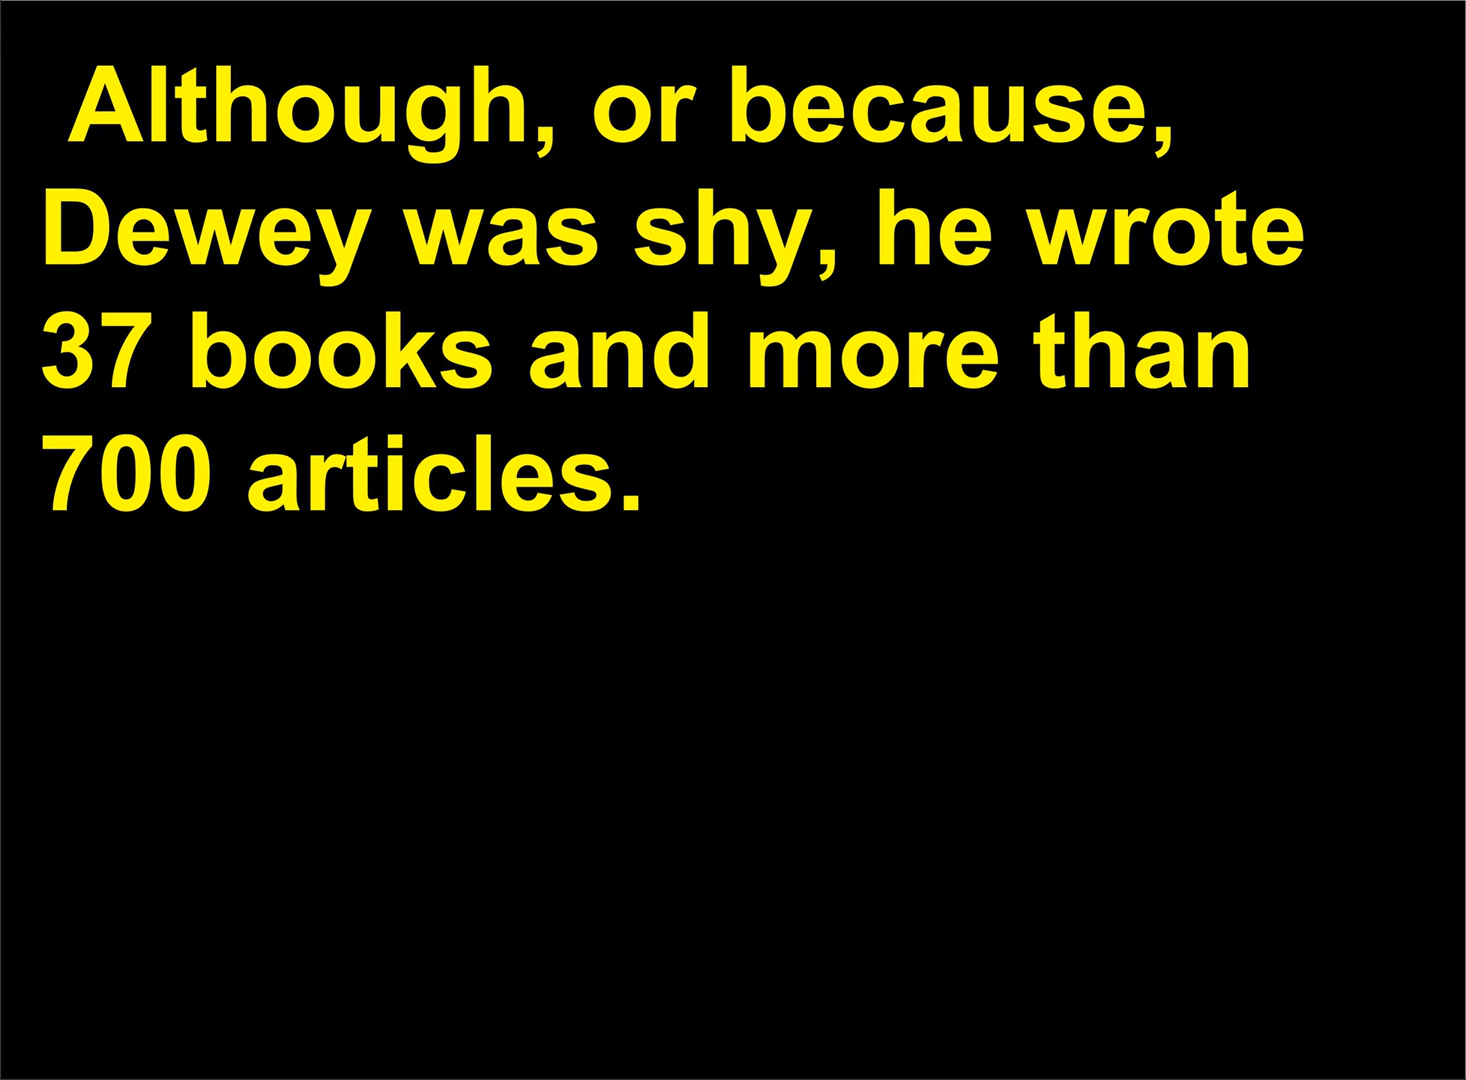 Although, or because,
Dewey was shy, he wrote
37 books and more than
700 articles.